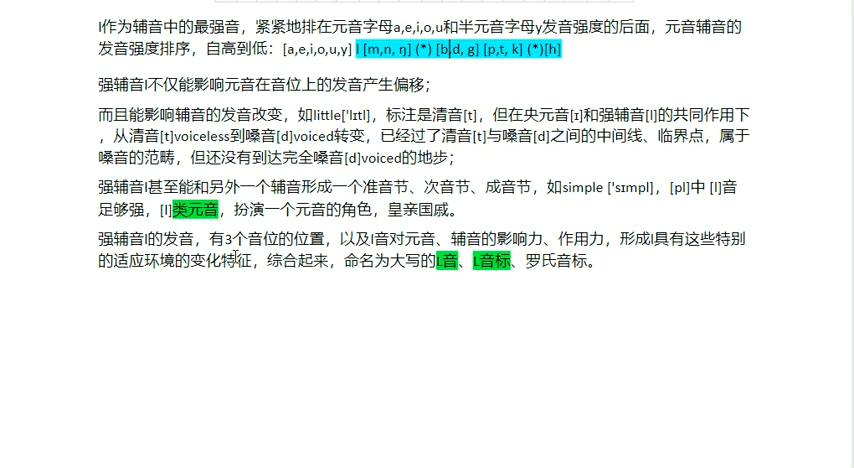 l作为辅音中的最强音，紧紧地排在元音字母a,e,i,o,u和半元音字母y发音强度的后面，元音辅音的
发音强度排序，自高到低：[a,e,i,o,u,y] l [m,n, ŋ] (*) [b,d, g] [p,t, k] (*)[h]
强辅音l不仅能影响元音在音位上的发音产生偏移；
而且能影响辅音的发音改变，如little['lɪtl]，标注是清音[t]，但在央元音[ɪ]和强辅音[l]的共同作用下
，从清音[t]voiceless到嗓音[d]voiced转变，已经过了清音[t]与嗓音[d]之间的中间线、临界点，属于
嗓音的范畴，但还没有到达完全嗓音[d]voiced的地步；
强辅音l甚至能和另外一个辅音形成一个准音节、次音节、成音节，如simple ['sɪmpl]，[pl]中 [l]音
足够强，[l]类元音，扮演一个元音的角色，皇亲国戚。
强辅音l的发音，有3个音位的位置，以及l音对元音、辅音的影响力、作用力，形成l具有这些特别
的适应环境的变化特征，综合起来，命名为大写的L音、L音标、罗氏音标。